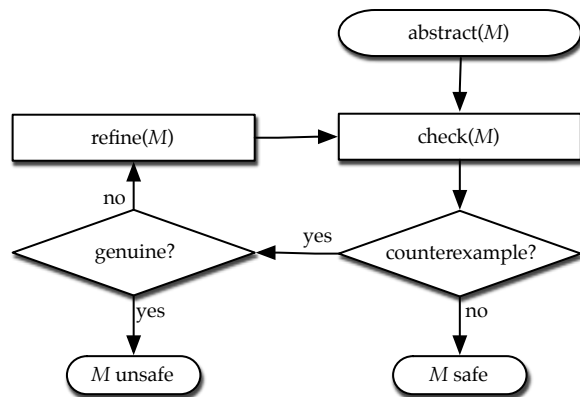 abstract(M)
refine(M)
check(M)
no
yes
genuine?
counterexample?
yes
no
M unsafe
M safe